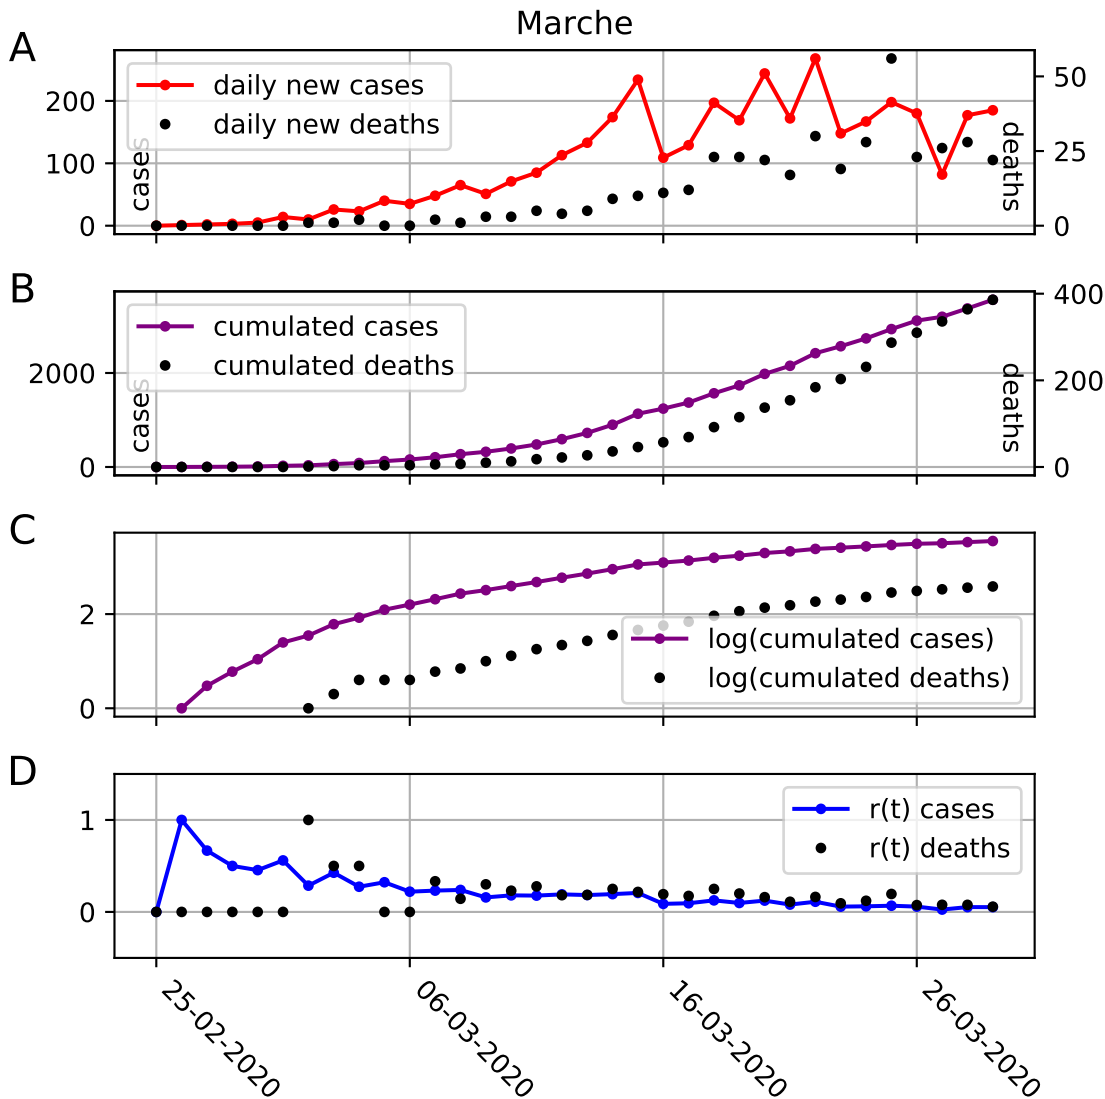 Marche
A
daily new cases
daily new deaths
200
100
0
cases
50
25
0
deaths
B
cumulated cases
cumulated deaths
2000
0
cases
400
200
0
deaths
C
2
0
log(cumulated cases)
log(cumulated deaths)
D
1
0
r(t) cases
r(t) deaths
25-02-2020
06-03-2020
16-03-2020
26-03-2020